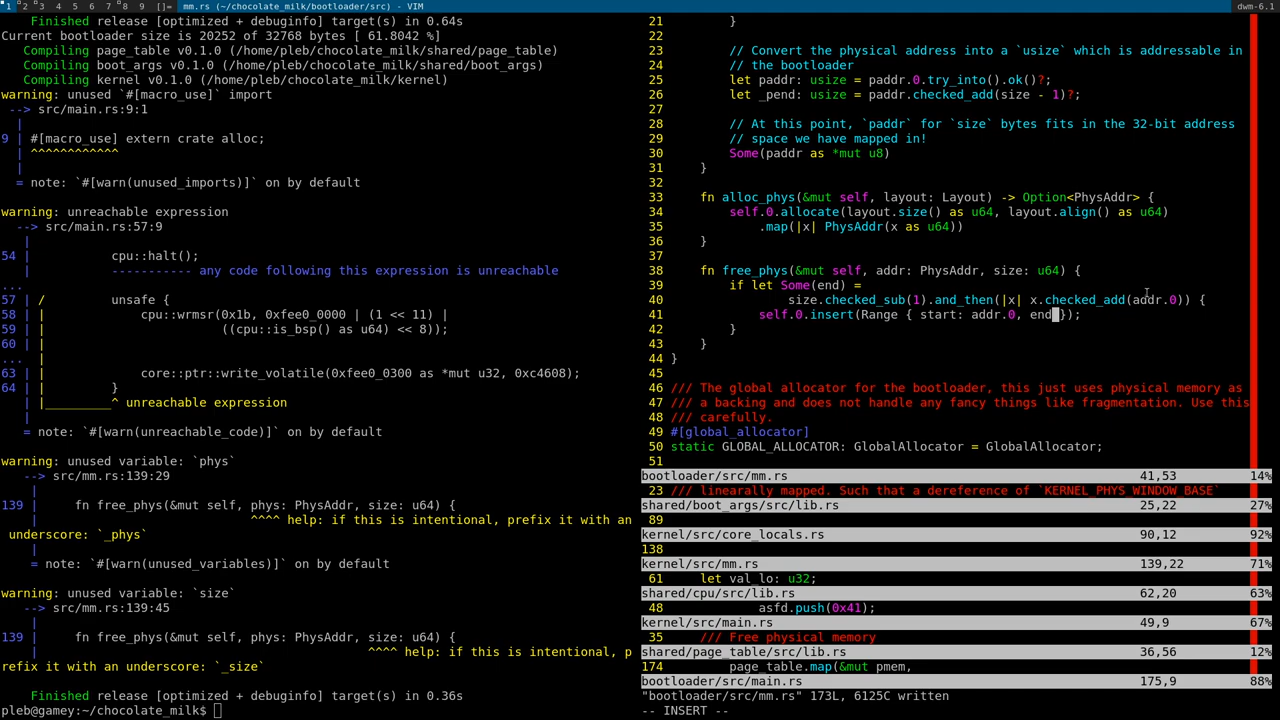 1 2 3 4 5 6 7 8 9 []= mm.rs (~/chocolate_milk/bootloader/src) - VIM dwm-6.1
Finished release [optimized + debuginfo] target(s) in 0.64s
Current bootloader size is 20252 of 32768 bytes [ 61.8042 %]
Compiling page_table v0.1.0 (/home/pleb/chocolate_milk/shared/page_table)
Compiling boot_args v0.1.0 (/home/pleb/chocolate_milk/shared/boot_args)
Compiling kernel v0.1.0 (/home/pleb/chocolate_milk/kernel)
warning: unused `#[macro_use]` import
--> src/main.rs:9:1
|
9 | #[macro_use] extern crate alloc;
| ^^^^^^^^^^^^
|
= note: `#[warn(unused_imports)]` on by default
warning: unreachable expression
--> src/main.rs:57:9
|
54 | cpu::halt();
| ----------- any code following this expression is unreachable
...
57 | / unsafe {
58 | | cpu::wrmsr(0x1b, 0xfee0_0000 | (1 << 11) |
59 | | ((cpu::is_bsp() as u64) << 8));
60 | |
... |
63 | | core::ptr::write_volatile(0xfee0_0300 as *mut u32, 0xc4608);
64 | | }
| |_________^ unreachable expression
|
= note: `#[warn(unreachable_code)]` on by default
warning: unused variable: `phys`
--> src/mm.rs:139:29
|
139 | fn free_phys(&mut self, phys: PhysAddr, size: u64) {
| ^^^^ help: if this is intentional, prefix it with an
underscore: `_phys`
|
= note: `#[warn(unused_variables)]` on by default
warning: unused variable: `size`
--> src/mm.rs:139:45
|
139 | fn free_phys(&mut self, phys: PhysAddr, size: u64) {
| ^^^^ help: if this is intentional, p
refix it with an underscore: `_size`
Finished release [optimized + debuginfo] target(s) in 0.36s
pleb@gamey:~/chocolate_milk$
21 }
22
23 // Convert the physical address into a `usize` which is addressable in
24 // the bootloader
25 let paddr: usize = paddr.0.try_into().ok()?;
26 let _pend: usize = paddr.checked_add(size - 1)?;
27
28 // At this point, `paddr` for `size` bytes fits in the 32-bit address
29 // space we have mapped in!
30 Some(paddr as *mut u8)
31 }
32
33 fn alloc_phys(&mut self, layout: Layout) -> Option<PhysAddr> {
34 self.0.allocate(layout.size() as u64, layout.align() as u64)
35 .map(|x| PhysAddr(x as u64))
36 }
37
38 fn free_phys(&mut self, addr: PhysAddr, size: u64) {
39 if let Some(end) =
40 size.checked_sub(1).and_then(|x| x.checked_add(addr.0)) {
41 self.0.insert(Range { start: addr.0, end });
42 }
43 }
44 }
45
46 /// The global allocator for the bootloader, this just uses physical memory as
47 /// a backing and does not handle any fancy things like fragmentation. Use this
48 /// carefully.
49 #[global_allocator]
50 static GLOBAL_ALLOCATOR: GlobalAllocator = GlobalAllocator;
51
bootloader/src/mm.rs 41,53 14%
23 /// linearally mapped. Such that a dereference of `KERNEL_PHYS_WINDOW_BASE`
shared/boot_args/src/lib.rs 25,22 27%
89
kernel/src/core_locals.rs 90,12 92%
138
kernel/src/mm.rs 139,22 71%
61 let val_lo: u32;
shared/cpu/src/lib.rs 62,20 63%
48 asfd.push(0x41);
kernel/src/main.rs 49,9 67%
35 /// Free physical memory
shared/page_table/src/lib.rs 36,56 12%
174 page_table.map(&mut pmem,
bootloader/src/main.rs 175,9 88%
"bootloader/src/mm.rs" 173L, 6125C written
-- INSERT --